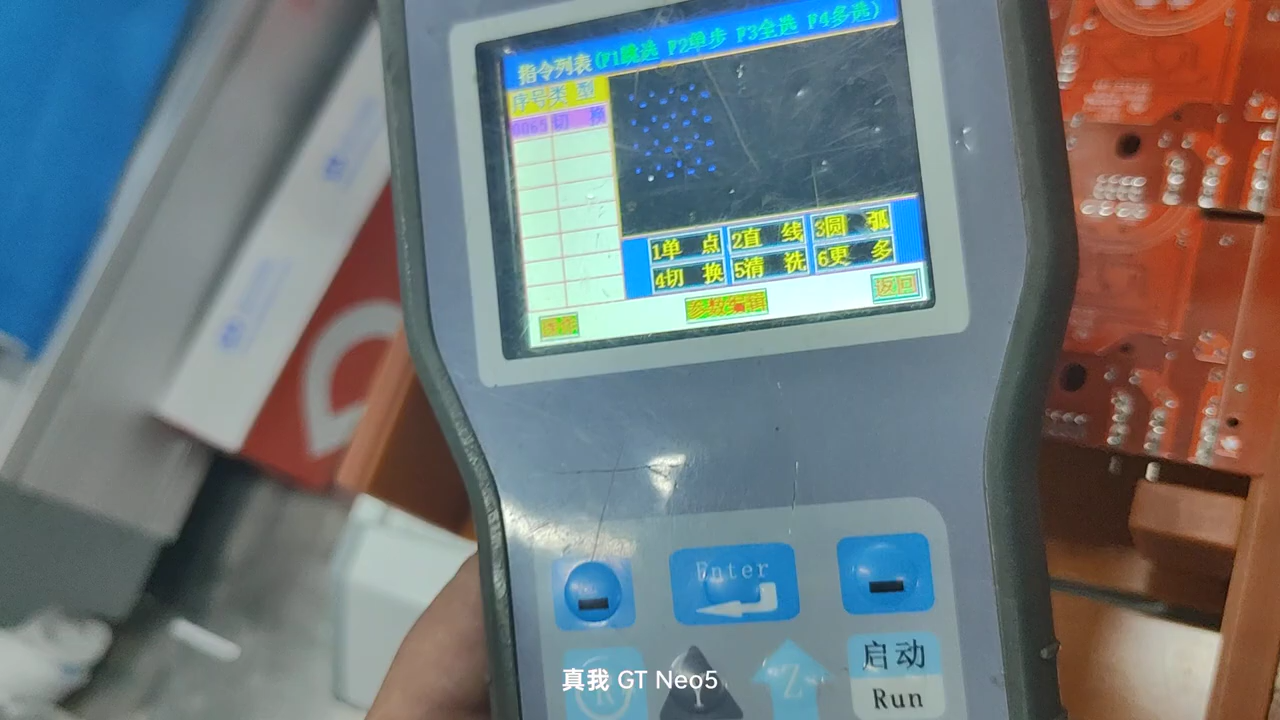 指令列表(F1跳选 F2单步 F3全选 F4多选)
序号类 型
0065 切 换
1单 点 2直 线 3圆 弧
4切 换 5清 洗 6更 多
参数编辑 返回
Enter
R Y Z
启动
Run
真我 GT Neo5